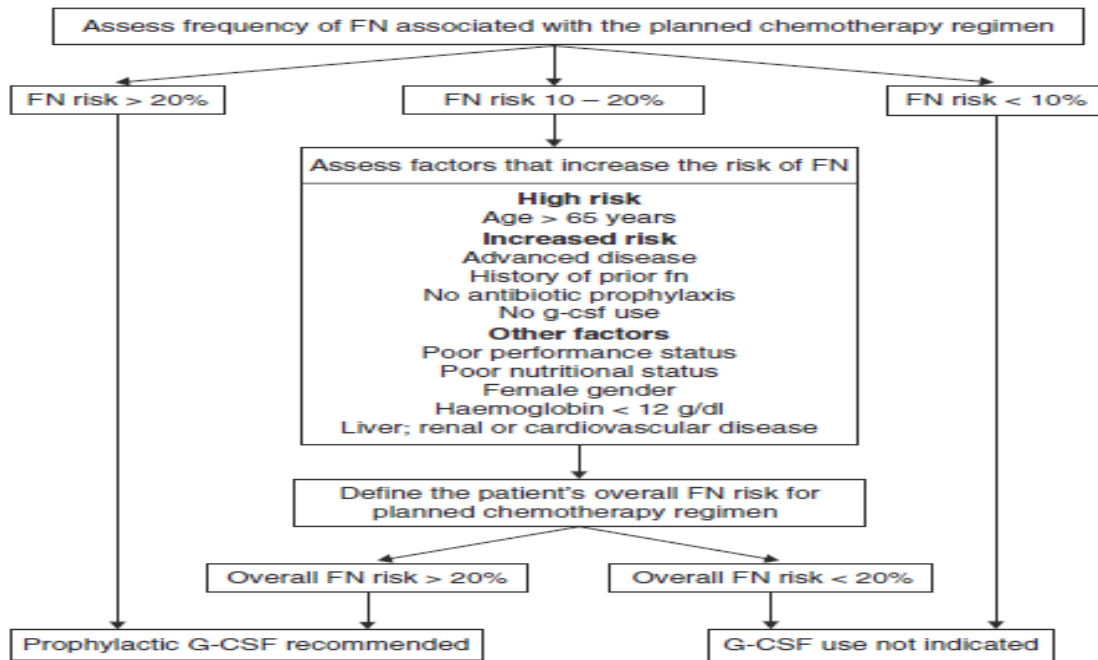 Assess frequency of FN associated with the planned chemotherapy regimen
FN risk > 20%
FN risk 10 – 20%
FN risk < 10%
Assess factors that increase the risk of FN
High risk
Age > 65 years
Increased risk
Advanced disease
History of prior fn
No antibiotic prophylaxis
No g-csf use
Other factors
Poor performance status
Poor nutritional status
Female gender
Haemoglobin < 12 g/dl
Liver; renal or cardiovascular disease
Define the patient's overall FN risk for
planned chemotherapy regimen
Overall FN risk > 20%
Overall FN risk < 20%
Prophylactic G-CSF recommended
G-CSF use not indicated